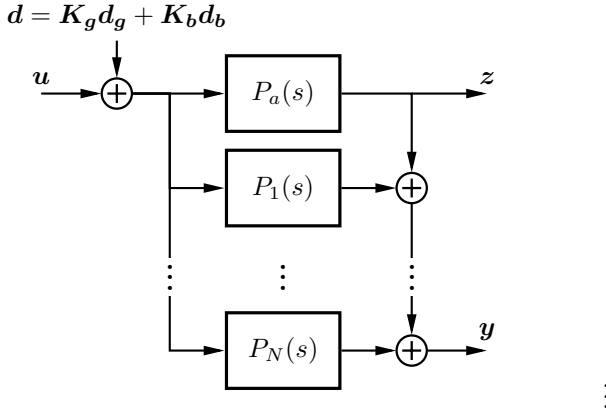 d = K_g d_g + K_b d_b
u
P_a(s)
z
P_1(s)
⋮ ⋮ ⋮
P_N(s)
y
⋮